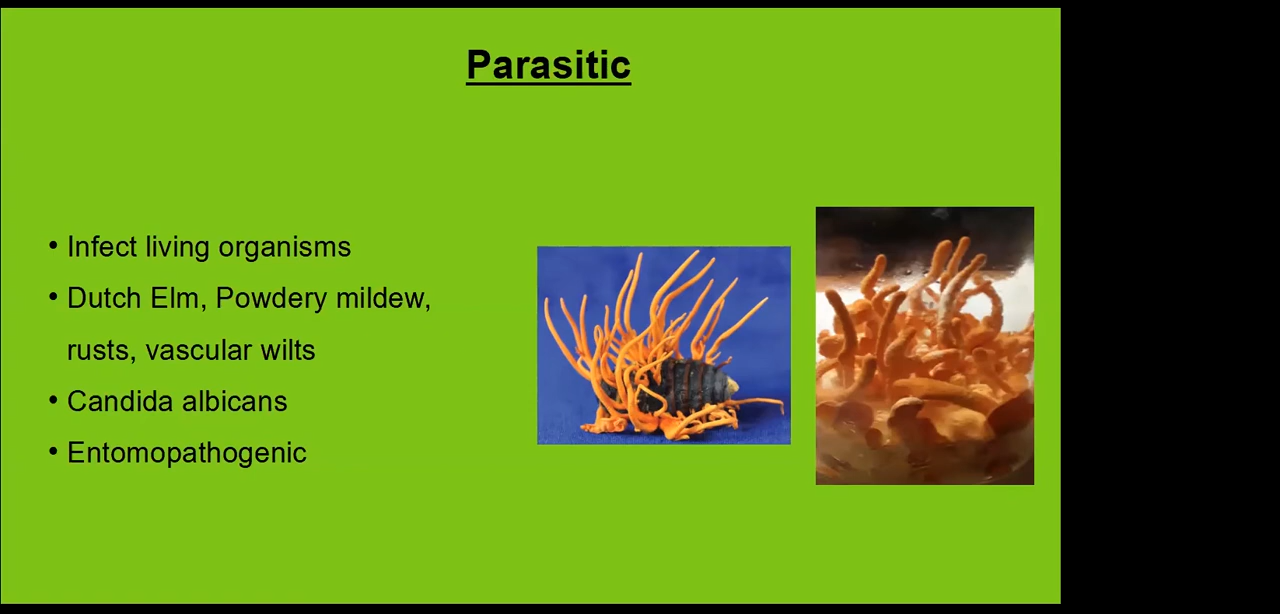 Parasitic
• Infect living organisms
• Dutch Elm, Powdery mildew,
rusts, vascular wilts
• Candida albicans
• Entomopathogenic